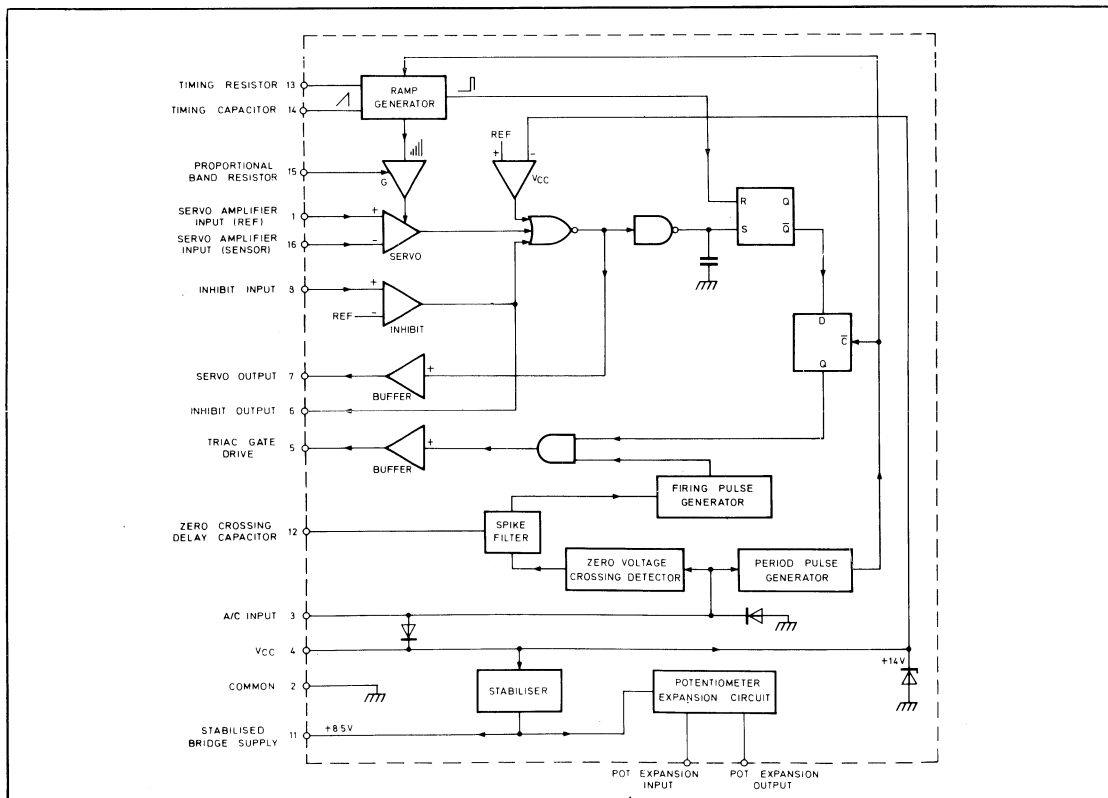 TIMING RESISTOR 13
TIMING CAPACITOR 14
RAMP
GENERATOR
PROPORTIONAL
BAND RESISTOR 15
G
REF
+
-
VCC
SERVO AMPLIFIER
INPUT (REF) 1
+
SERVO AMPLIFIER
INPUT (SENSOR) 16
-
SERVO
R Q
S Q̅
INHIBIT INPUT 9
+
REF -
INHIBIT
D
C̅
Q
SERVO OUTPUT 7
+
BUFFER
INHIBIT OUTPUT 6
TRIAC GATE
DRIVE 5
+
BUFFER
FIRING PULSE
GENERATOR
ZERO CROSSING
DELAY CAPACITOR 12
SPIKE
FILTER
ZERO VOLTAGE
CROSSING DETECTOR
PERIOD PULSE
GENERATOR
A/C INPUT 3
VCC 4
+14V
COMMON 2
STABILISER
POTENTIOMETER
EXPANSION CIRCUIT
STABILISED
BRIDGE SUPPLY 11
+8.5V
POT EXPANSION
INPUT
POT EXPANSION
OUTPUT